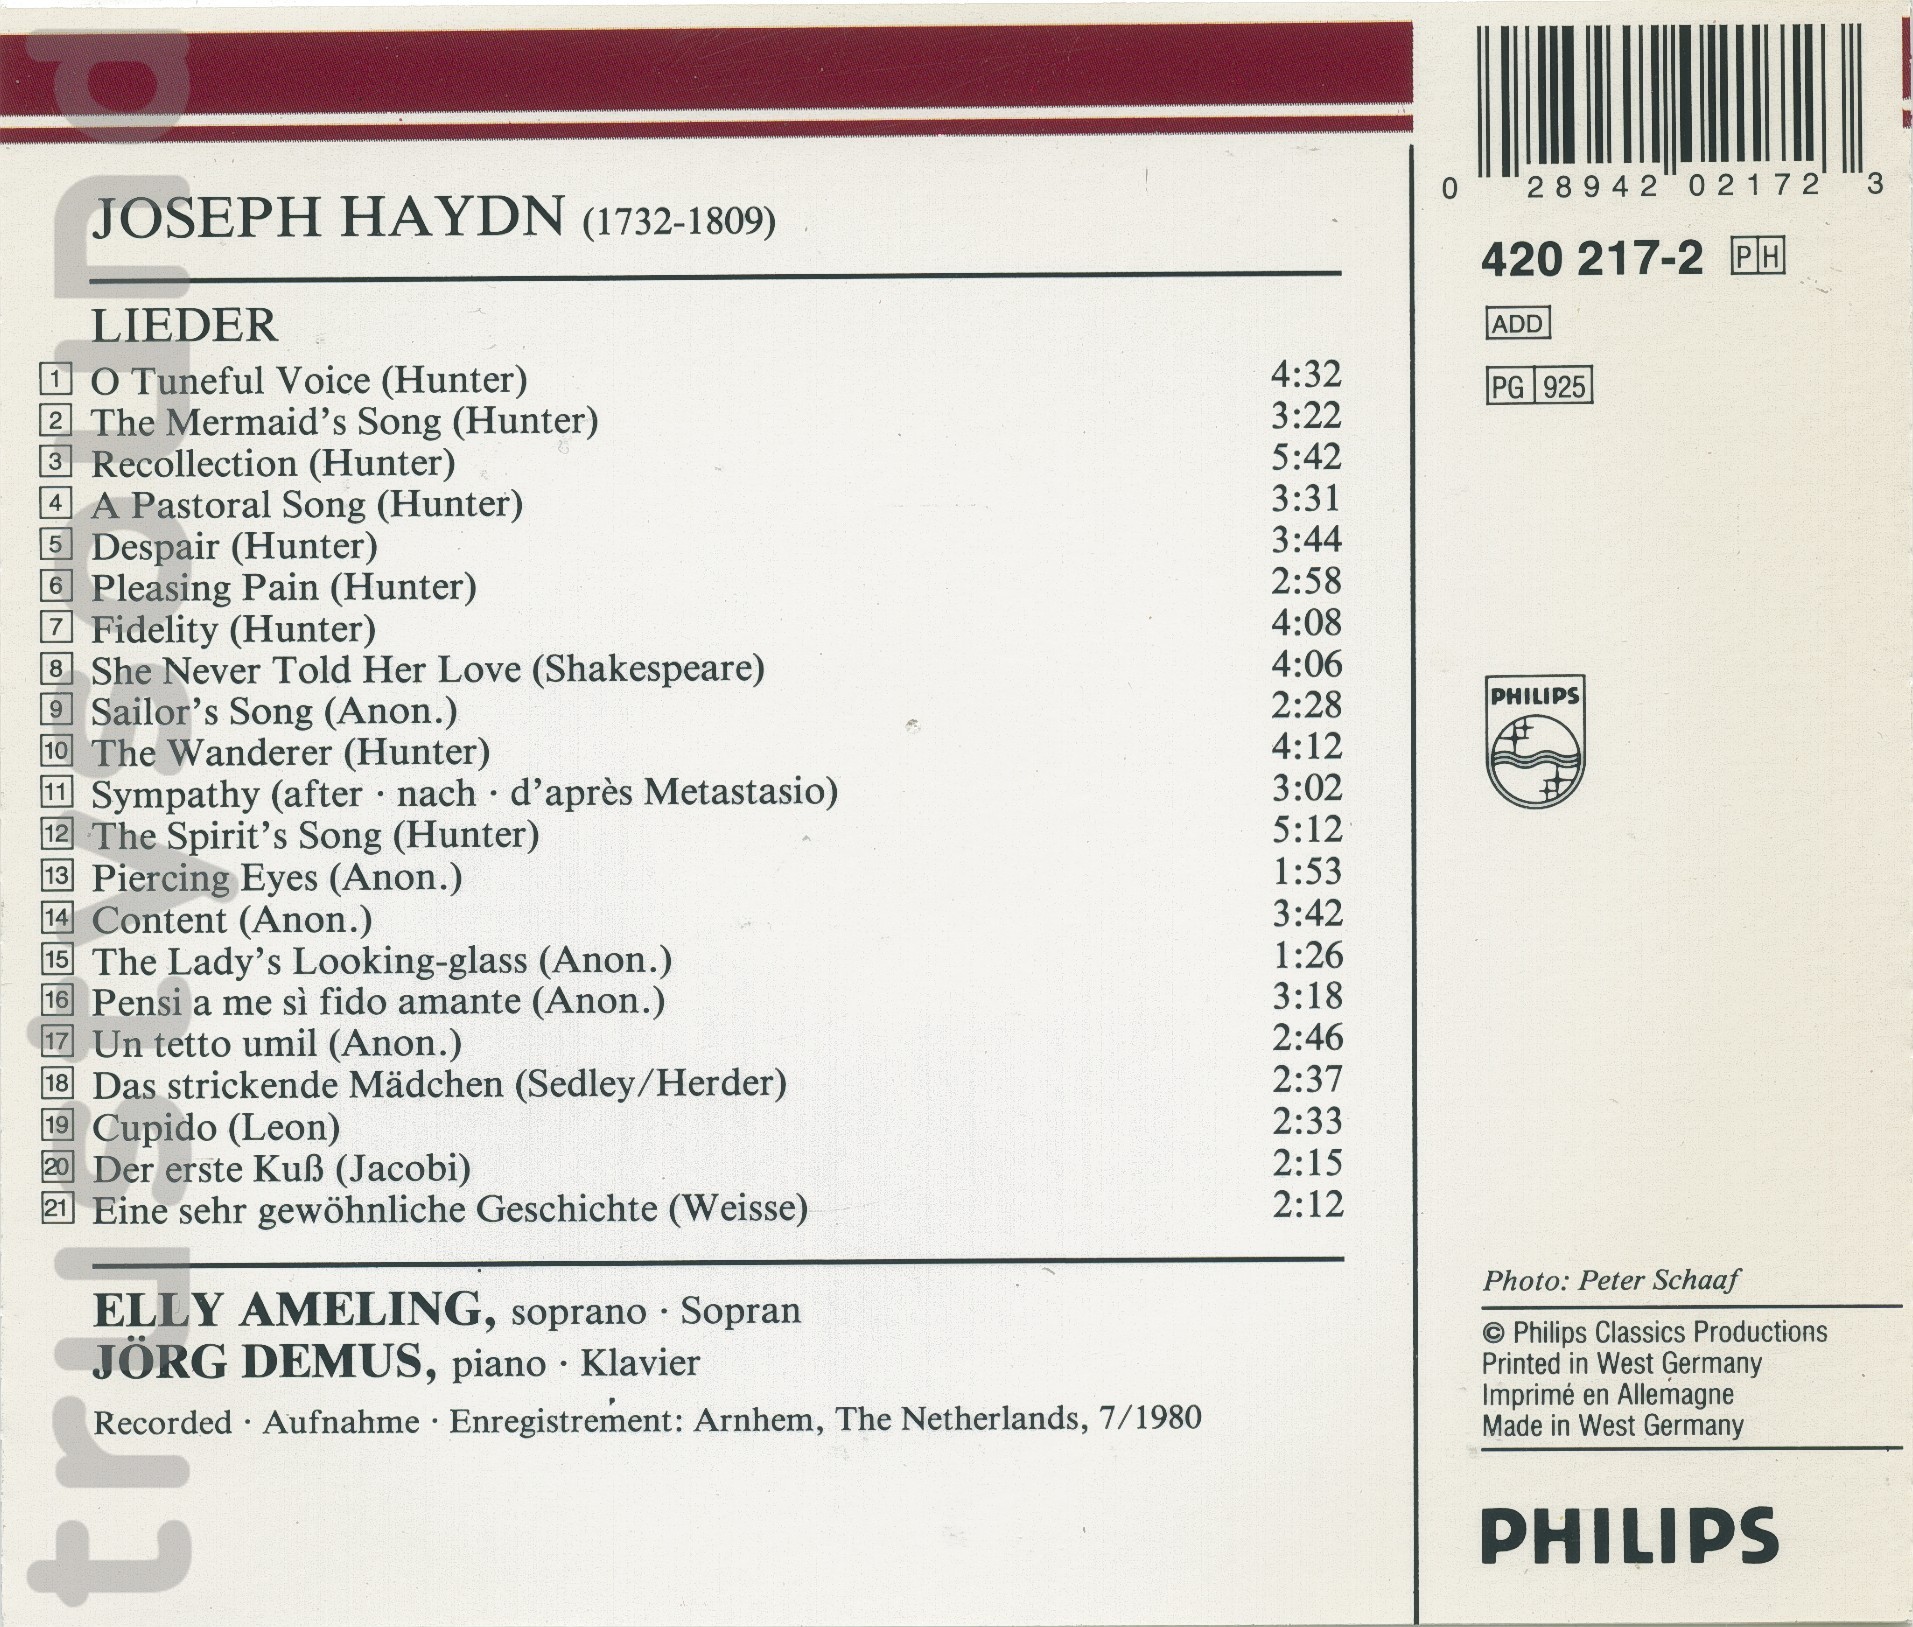 JOSEPH HAYDN (1732-1809)
LIEDER
1 O Tuneful Voice (Hunter) 4:32
2 The Mermaid's Song (Hunter) 3:22
3 Recollection (Hunter) 5:42
4 A Pastoral Song (Hunter) 3:31
5 Despair (Hunter) 3:44
6 Pleasing Pain (Hunter) 2:58
7 Fidelity (Hunter) 4:08
8 She Never Told Her Love (Shakespeare) 4:06
9 Sailor's Song (Anon.) 2:28
10 The Wanderer (Hunter) 4:12
11 Sympathy (after · nach · d'après Metastasio) 3:02
12 The Spirit's Song (Hunter) 5:12
13 Piercing Eyes (Anon.) 1:53
14 Content (Anon.) 3:42
15 The Lady's Looking-glass (Anon.) 1:26
16 Pensi a me sì fido amante (Anon.) 3:18
17 Un tetto umil (Anon.) 2:46
18 Das strickende Mädchen (Sedley/Herder) 2:37
19 Cupido (Leon) 2:33
20 Der erste Kuß (Jacobi) 2:15
21 Eine sehr gewöhnliche Geschichte (Weisse) 2:12
ELLY AMELING, soprano · Sopran
JÖRG DEMUS, piano · Klavier
Recorded · Aufnahme · Enregistrement: Arnhem, The Netherlands, 7/1980
0 28942 02172 3
420 217-2 PH
ADD
PG 925
PHILIPS
Photo: Peter Schaaf
© Philips Classics Productions
Printed in West Germany
Imprimé en Allemagne
Made in West Germany
PHILIPS
trustysound